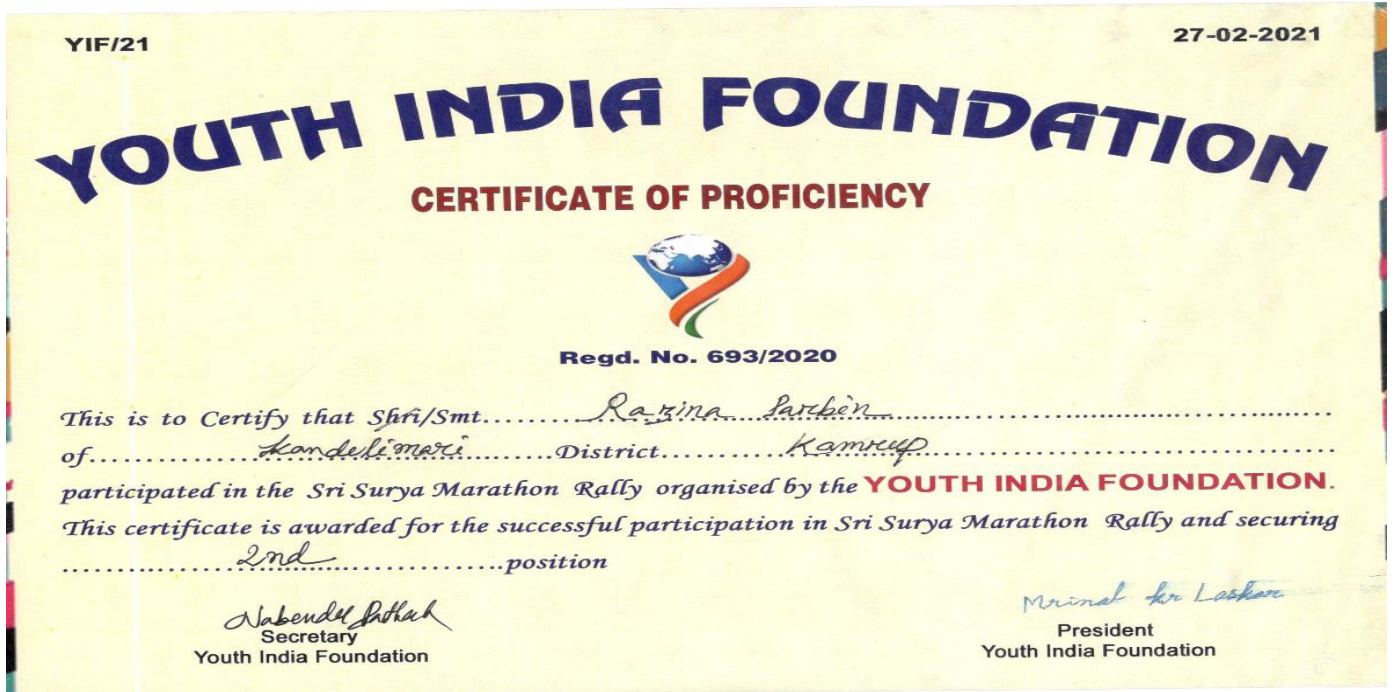 YIF/21 27-02-2021
YOUTH INDIA FOUNDATION
CERTIFICATE OF PROFICIENCY
Regd. No. 693/2020
This is to Certify that Shri/Smt.......Razina Parbin.......
of.......Kandelimari.......District.......Kamrup.......
participated in the Sri Surya Marathon Rally organised by the YOUTH INDIA FOUNDATION.
This certificate is awarded for the successful participation in Sri Surya Marathon Rally and securing
.......2nd.......position
Mrinal kr Laskar
Secretary
Youth India Foundation
President
Youth India Foundation